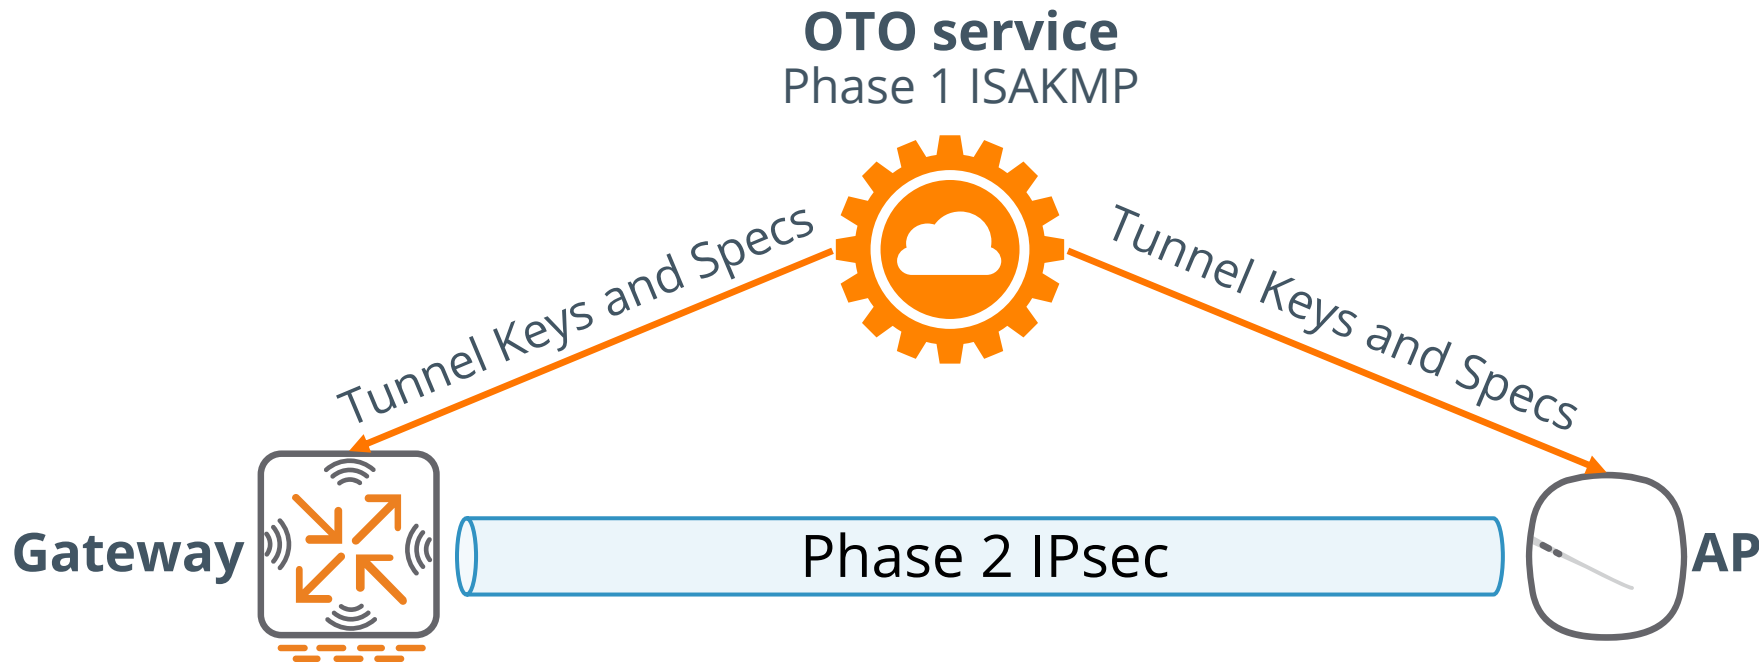 OTO service
Phase 1 ISAKMP
Tunnel Keys and Specs
Tunnel Keys and Specs
Gateway
Phase 2 IPsec
AP